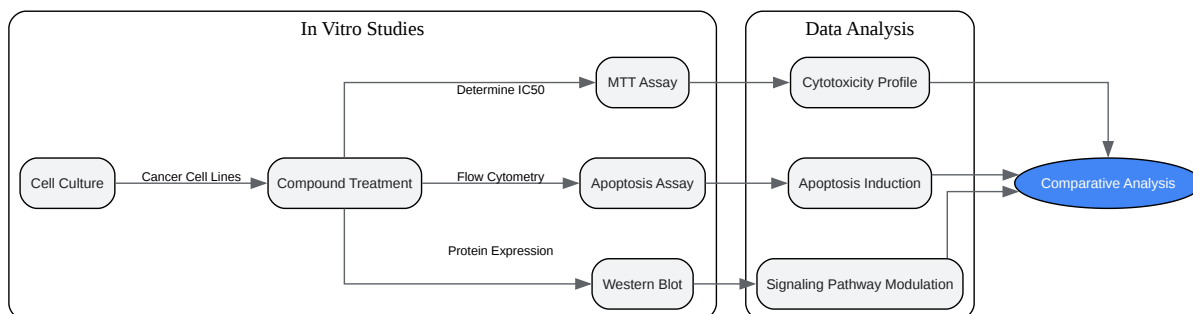 In Vitro Studies
Data Analysis
MTT Assay
Cytotoxicity Profile
Determine IC50
Cell Culture
Cancer Cell Lines
Compound Treatment
Flow Cytometry
Apoptosis Assay
Apoptosis Induction
Comparative Analysis
Protein Expression
Western Blot
Signaling Pathway Modulation